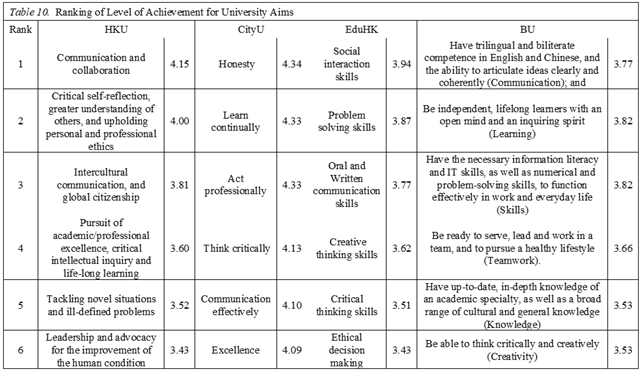 Table 10. Ranking of Level of Achievement for University Aims
Rank HKU CityU EduHK BU
1 Communication and collaboration 4.15 Honesty 4.34 Social interaction skills 3.94 Have trilingual and biliterate competence in English and Chinese, and the ability to articulate ideas clearly and coherently (Communication); and 3.77
2 Critical self-reflection, greater understanding of others, and upholding personal and professional ethics 4.00 Learn continually 4.33 Problem solving skills 3.87 Be independent, lifelong learners with an open mind and an inquiring spirit (Learning) 3.82
3 Intercultural communication, and global citizenship 3.81 Act professionally 4.33 Oral and Written communication skills 3.77 Have the necessary information literacy and IT skills, as well as numerical and problem-solving skills, to function effectively in work and everyday life (Skills) 3.82
4 Pursuit of academic/professional excellence, critical intellectual inquiry and life-long learning 3.60 Think critically 4.13 Creative thinking skills 3.62 Be ready to serve, lead and work in a team, and to pursue a healthy lifestyle (Teamwork). 3.66
5 Tackling novel situations and ill-defined problems 3.52 Communication effectively 4.10 Critical thinking skills 3.51 Have up-to-date, in-depth knowledge of an academic specialty, as well as a broad range of cultural and general knowledge (Knowledge) 3.53
6 Leadership and advocacy for the improvement of the human condition 3.43 Excellence 4.09 Ethical decision making 3.43 Be able to think critically and creatively (Creativity) 3.53